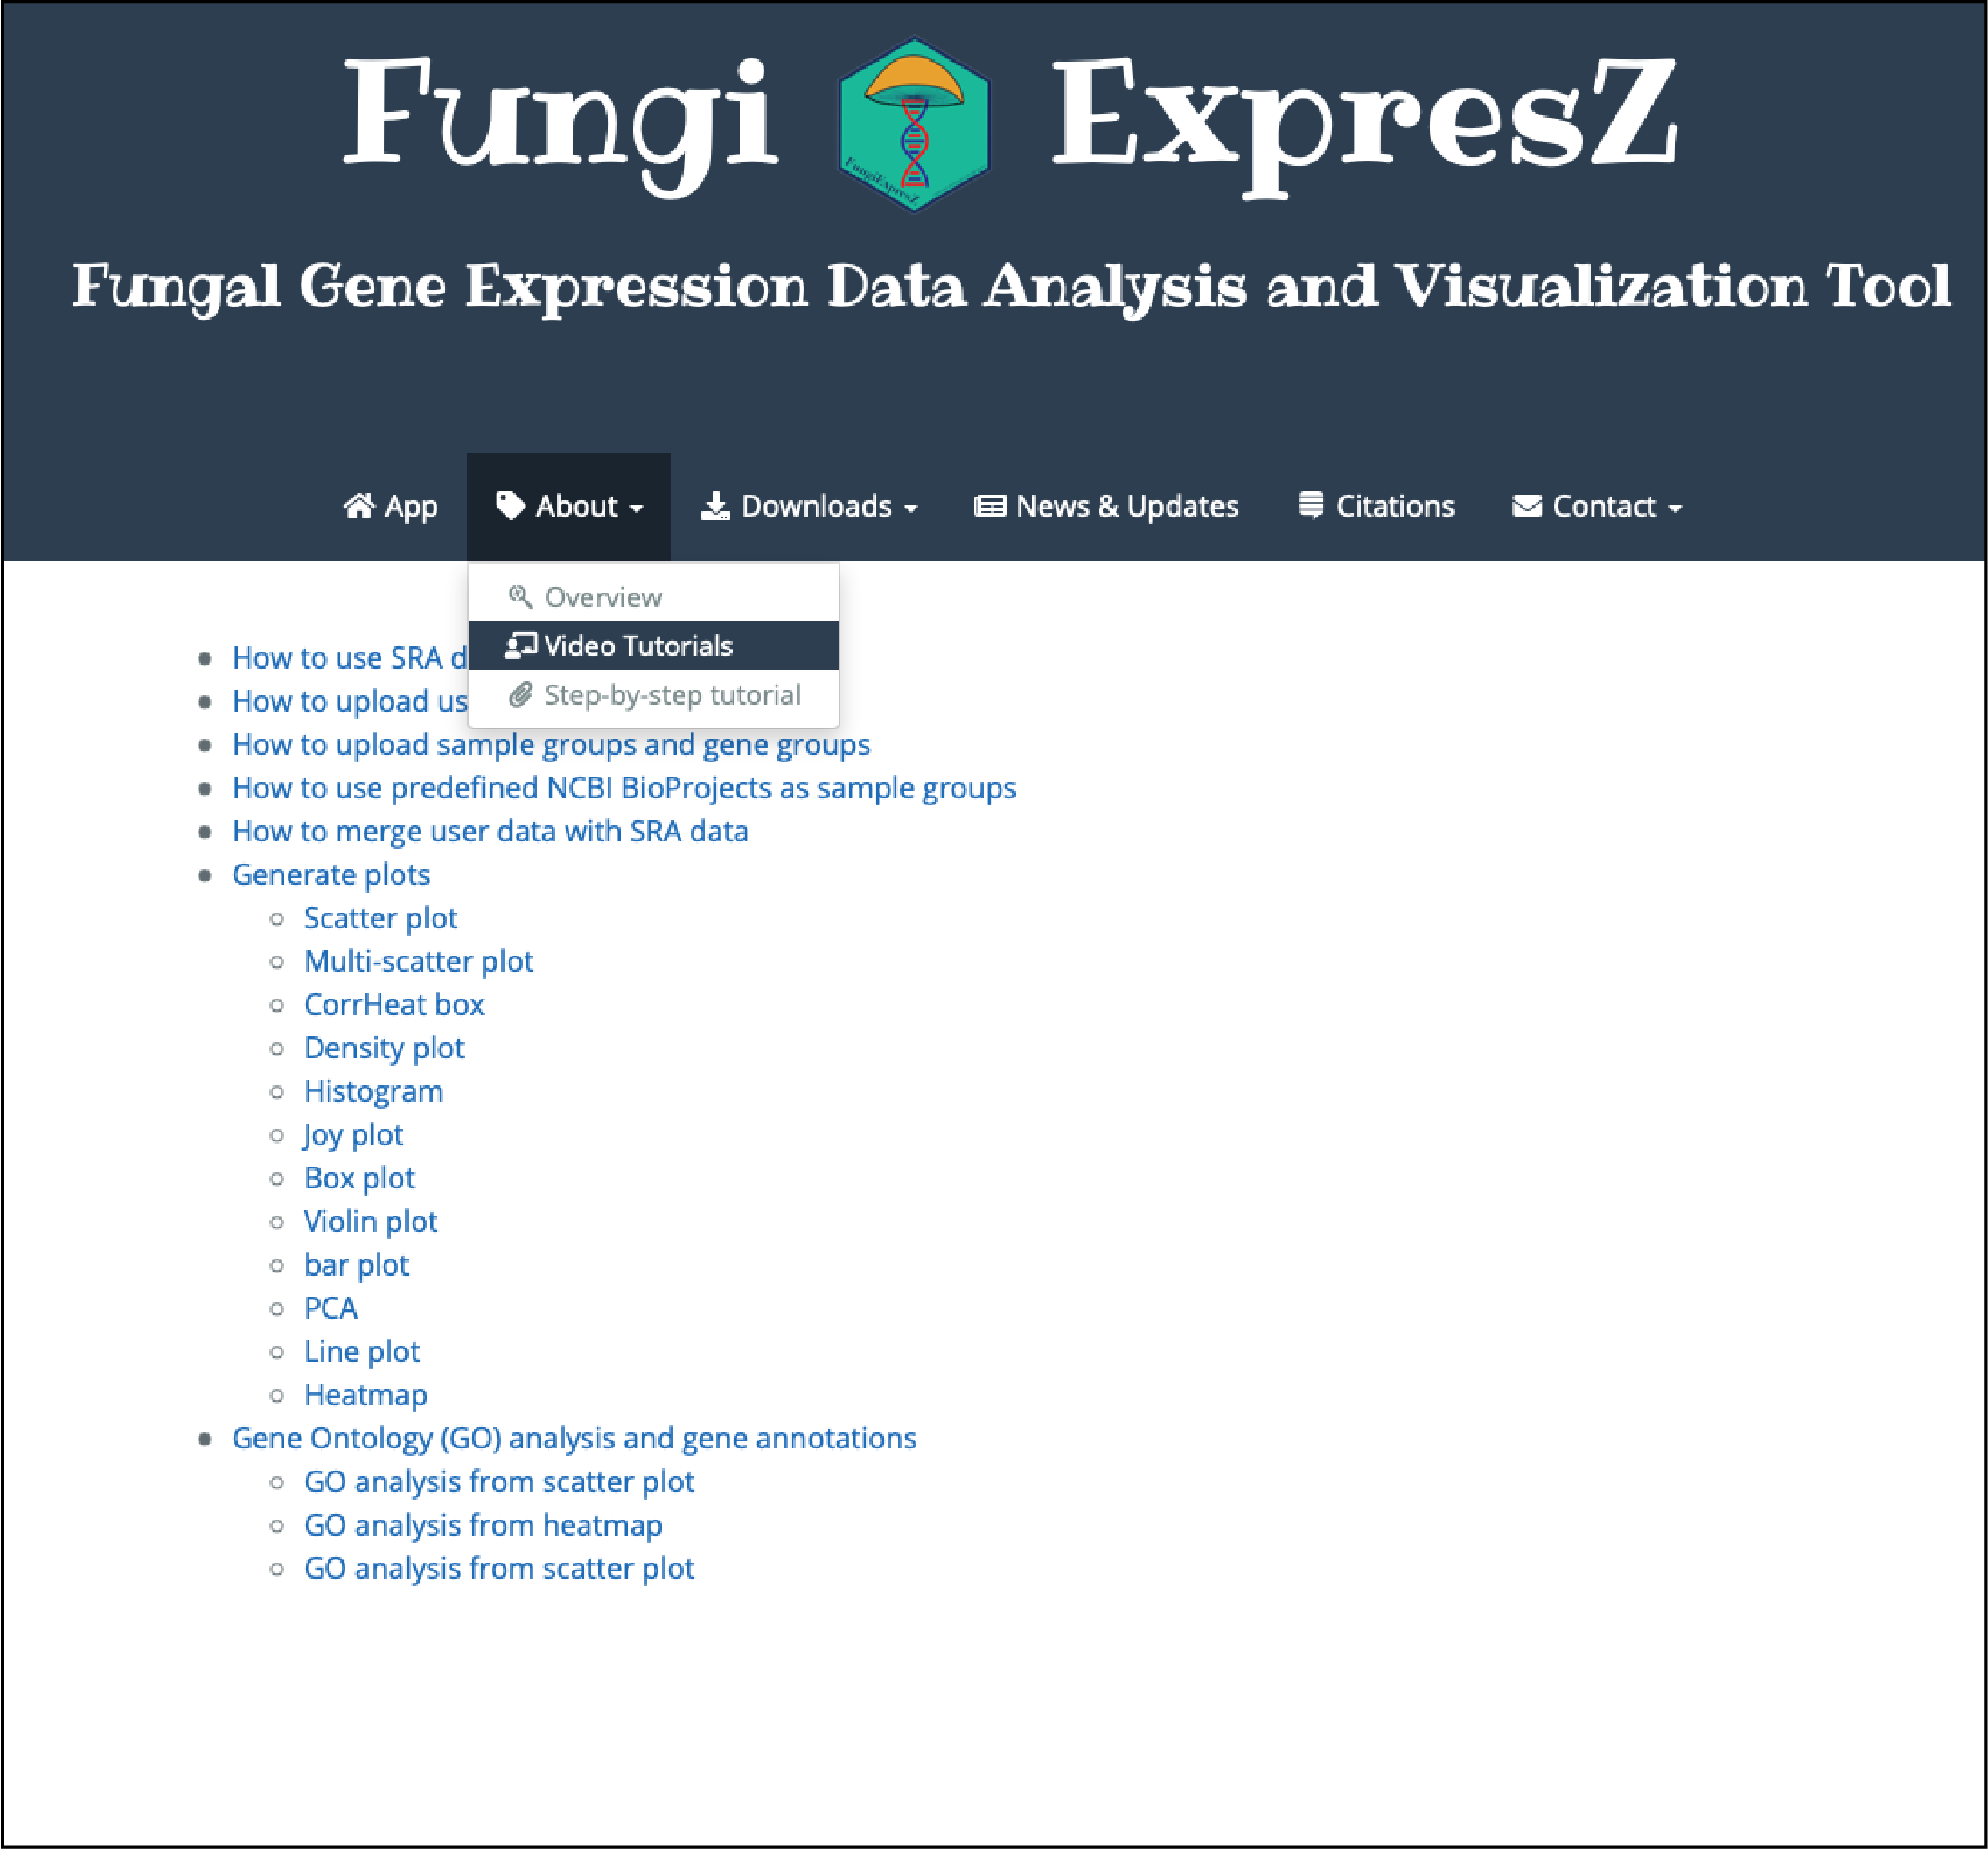 Fungi ExpresZ
FungiExpresZ
Fungal Gene Expression Data Analysis and Visualization Tool
App About Downloads News & Updates Citations Contact
Overview
Video Tutorials
Step-by-step tutorial
How to use SRA d
How to upload us
How to upload sample groups and gene groups
How to use predefined NCBI BioProjects as sample groups
How to merge user data with SRA data
Generate plots
Scatter plot
Multi-scatter plot
CorrHeat box
Density plot
Histogram
Joy plot
Box plot
Violin plot
bar plot
PCA
Line plot
Heatmap
Gene Ontology (GO) analysis and gene annotations
GO analysis from scatter plot
GO analysis from heatmap
GO analysis from scatter plot